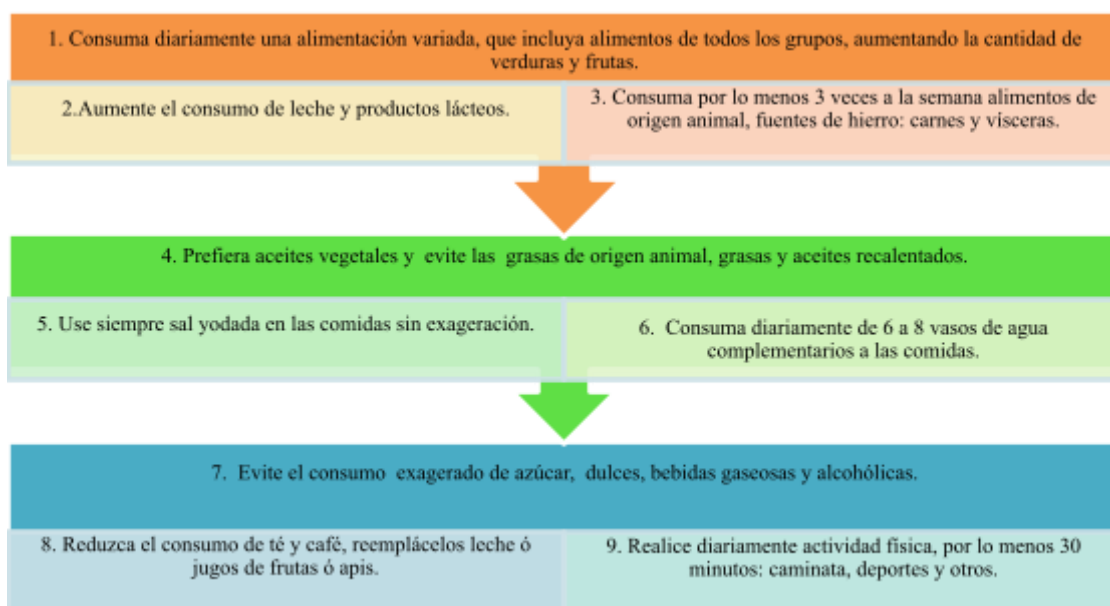 1. Consuma diariamente una alimentación variada, que incluya alimentos de todos los grupos, aumentando la cantidad de
verduras y frutas.
2.Aumente el consumo de leche y productos lácteos.
3. Consuma por lo menos 3 veces a la semana alimentos de
origen animal, fuentes de hierro: carnes y vísceras.
4. Prefiera aceites vegetales y evite las grasas de origen animal, grasas y aceites recalentados.
5. Use siempre sal yodada en las comidas sin exageración.
6. Consuma diariamente de 6 a 8 vasos de agua
complementarios a las comidas.
7. Evite el consumo exagerado de azúcar, dulces, bebidas gaseosas y alcohólicas.
8. Reduzca el consumo de té y café, reemplácelos leche ó
jugos de frutas ó apis.
9. Realice diariamente actividad física, por lo menos 30
minutos: caminata, deportes y otros.